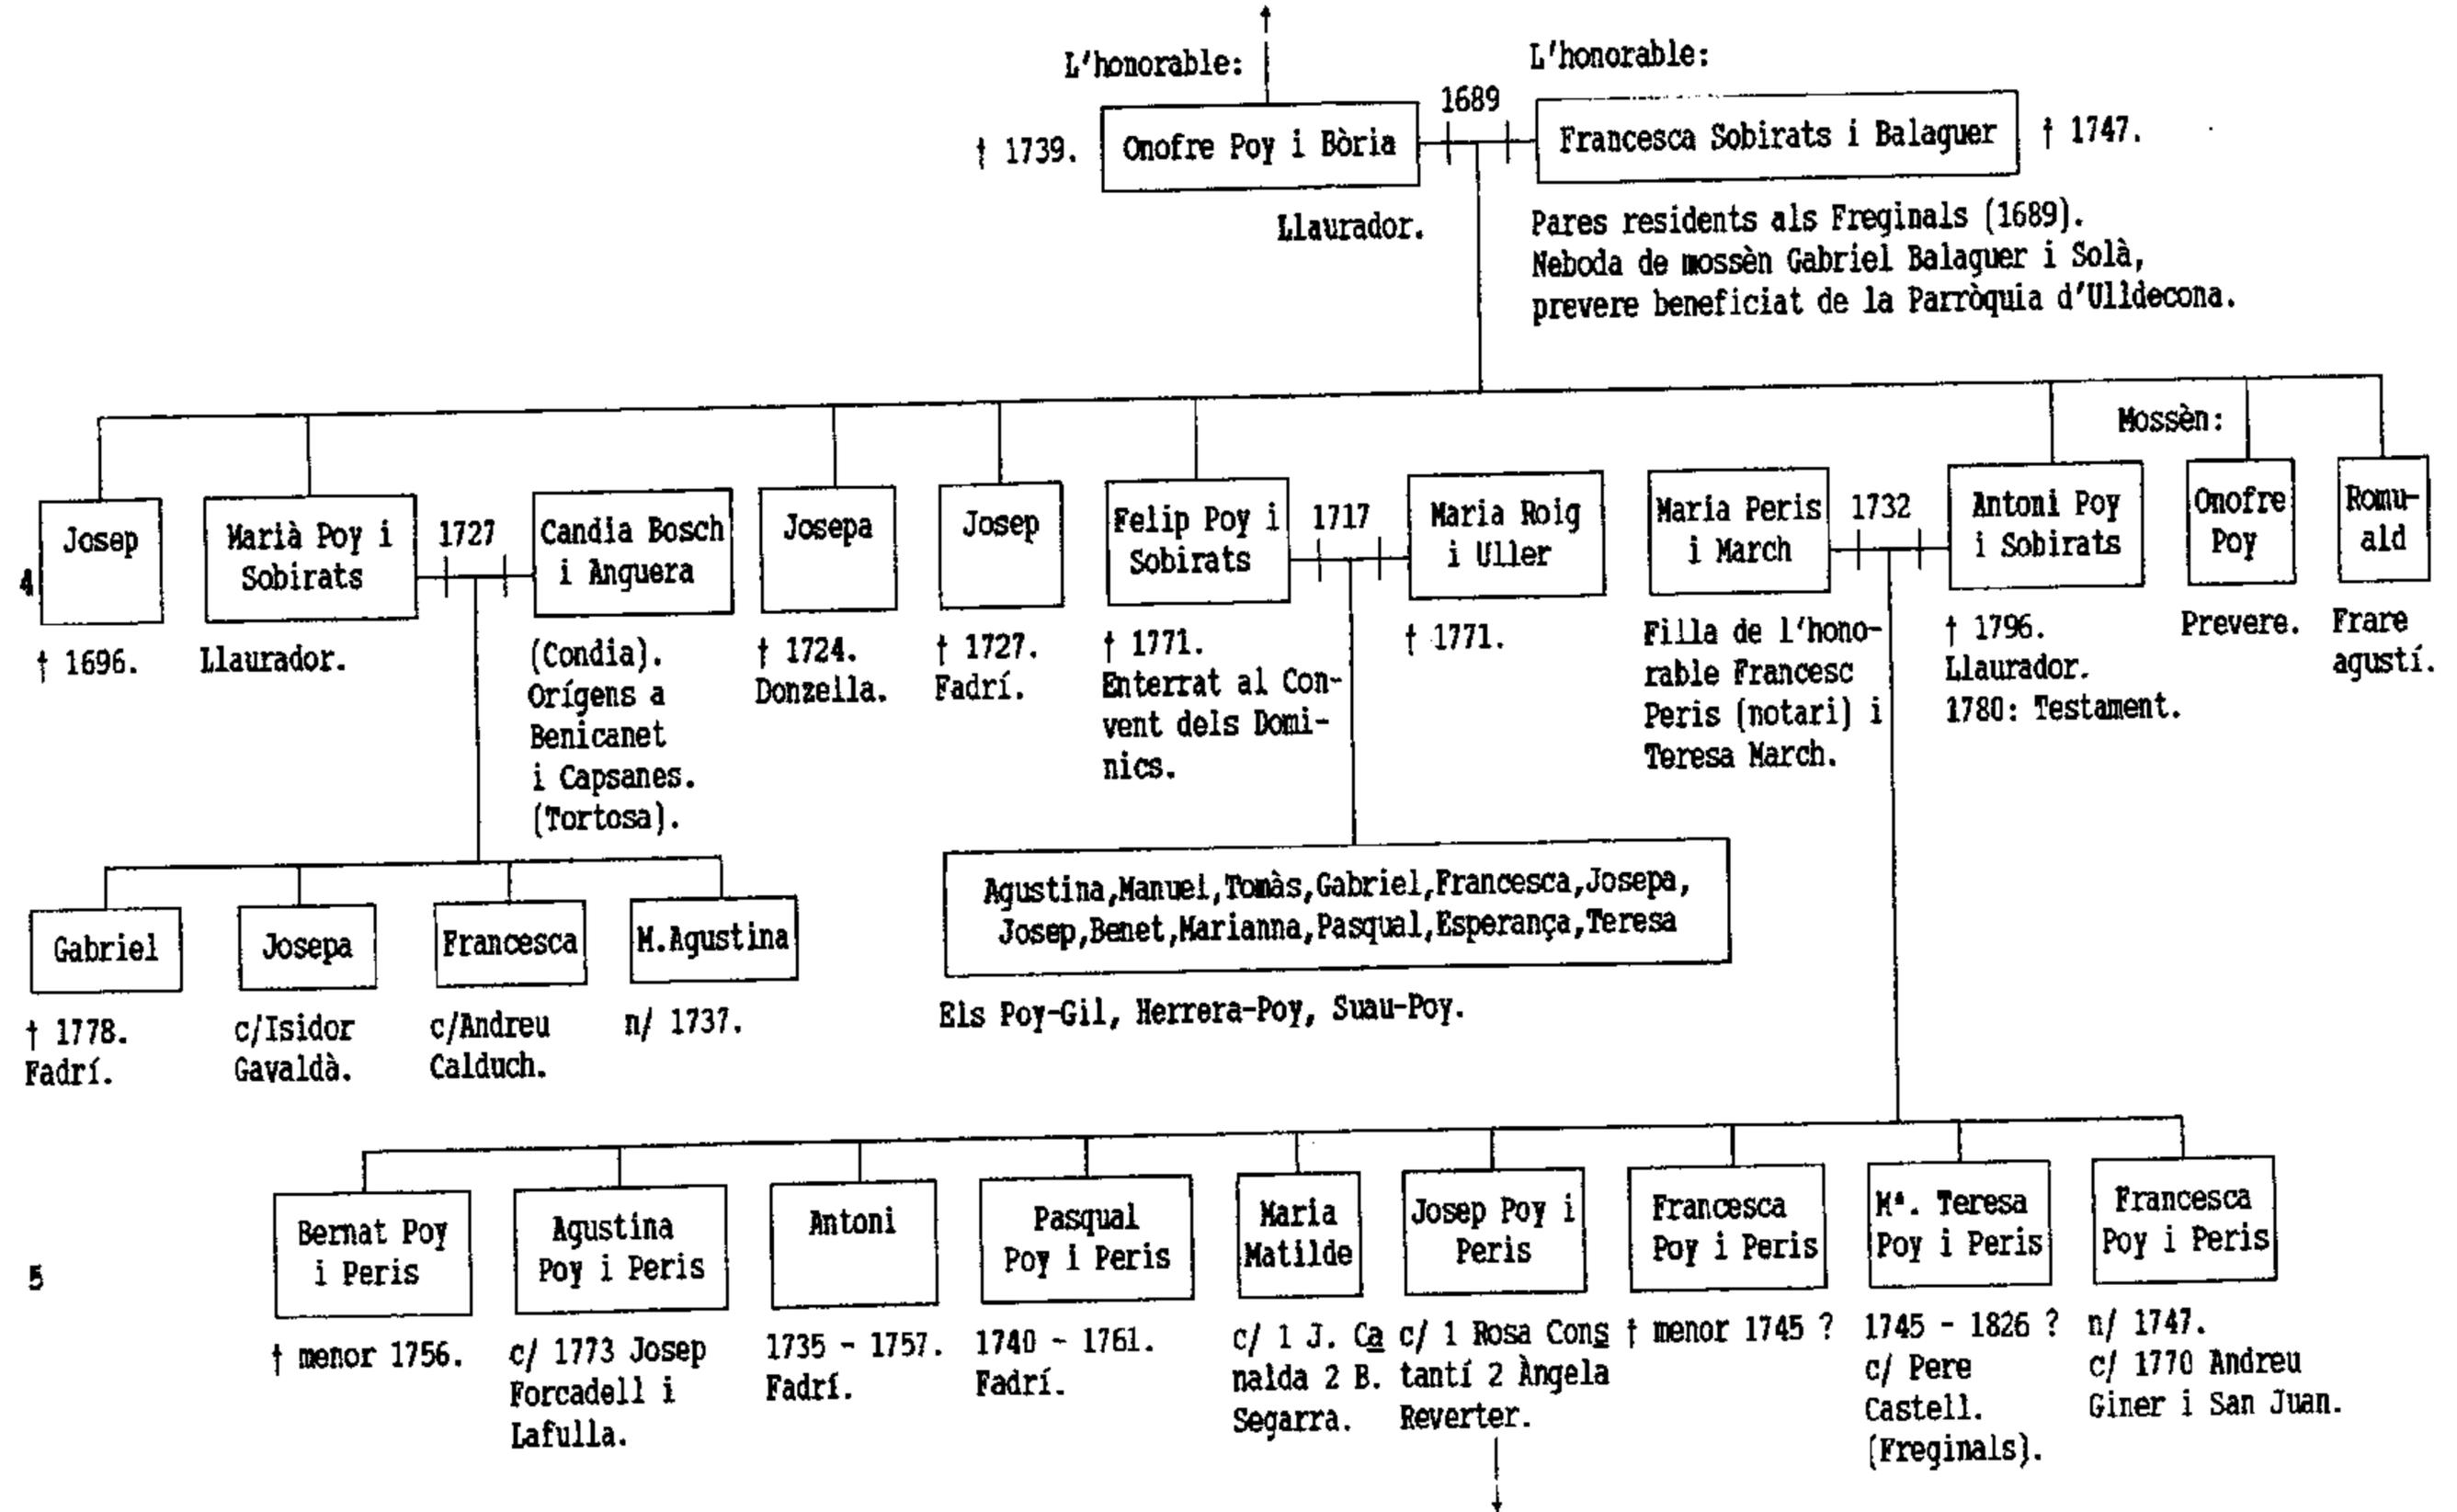 L'honorable:
L'honorable:
† 1739.
Onofre Poy i Bòria
1689
Francesca Sobirats i Balaguer
† 1747.
Llaurador.
Pares residents als Freginals (1689).
Neboda de mossèn Gabriel Balaguer i Solà,
prevere beneficiat de la Parròquia d'Ulldecona.
4
Josep
† 1696.
Marià Poy i
Sobirats
Llaurador.
1727
Candia Bosch
i Anguera
(Condia).
Orígens a
Benicanet
i Capsanes.
(Tortosa).
Josepa
† 1724.
Donzella.
Josep
† 1727.
Fadrí.
Felip Poy i
Sobirats
† 1771.
Enterrat al Con-
vent dels Domi-
nics.
1717
Maria Roig
i Uller
† 1771.
Maria Peris
i March
Filla de l'hono-
rable Francesc
Peris (notari) i
Teresa March.
1732
Antoni Poy
i Sobirats
† 1796.
Llaurador.
1780: Testament.
Mossèn:
Onofre
Poy
Prevere.
Romu-
ald
Frare
agustí.
Gabriel
† 1778.
Fadrí.
Josepa
c/Isidor
Gavaldà.
Francesca
c/Andreu
Calduch.
M.Agustina
n/ 1737.
Agustina,Manuel,Tomàs,Gabriel,Francesca,Josepa,
Josep,Benet,Marianna,Pasqual,Esperança,Teresa
Els Poy-Gil, Herrera-Poy, Suau-Poy.
5
Bernat Poy
i Peris
† menor 1756.
Agustina
Poy i Peris
c/ 1773 Josep
Forcadell i
Lafulla.
Antoni
1735 - 1757.
Fadrí.
Pasqual
Poy i Peris
1740 - 1761.
Fadrí.
Maria
Matilde
c/ 1 J. Ca
nalda 2 B.
Segarra.
Josep Poy i
Peris
c/ 1 Rosa Cons
tantí 2 Àngela
Reverter.
Francesca
Poy i Peris
† menor 1745 ?
Mª. Teresa
Poy i Peris
1745 - 1826 ?
c/ Pere
Castell.
(Freginals).
Francesca
Poy i Peris
n/ 1747.
c/ 1770 Andreu
Giner i San Juan.